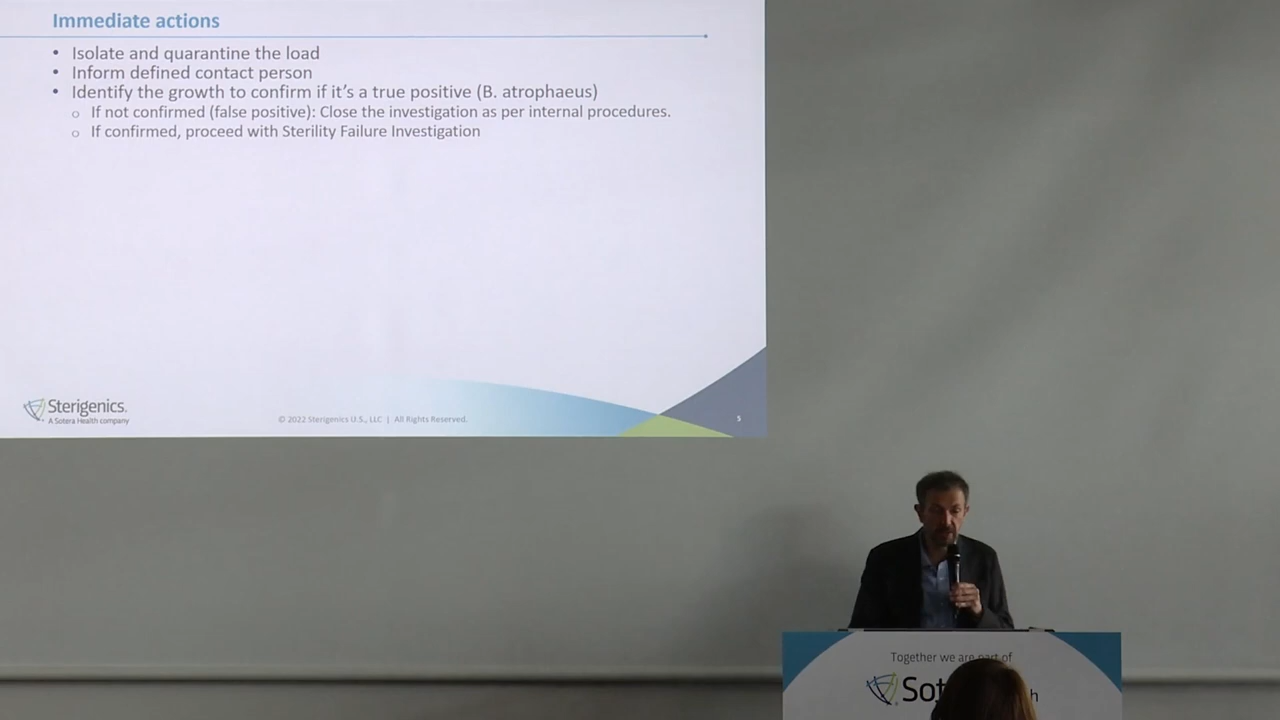 Immediate actions
• Isolate and quarantine the load
• Inform defined contact person
• Identify the growth to confirm if it's a true positive (B. atrophaeus)
o If not confirmed (false positive): Close the investigation as per internal procedures.
o If confirmed, proceed with Sterility Failure Investigation
Sterigenics.
A Sotera Health company
© 2022 Sterigenics U.S., LLC | All Rights Reserved.
5
Together we are part of
Sot h